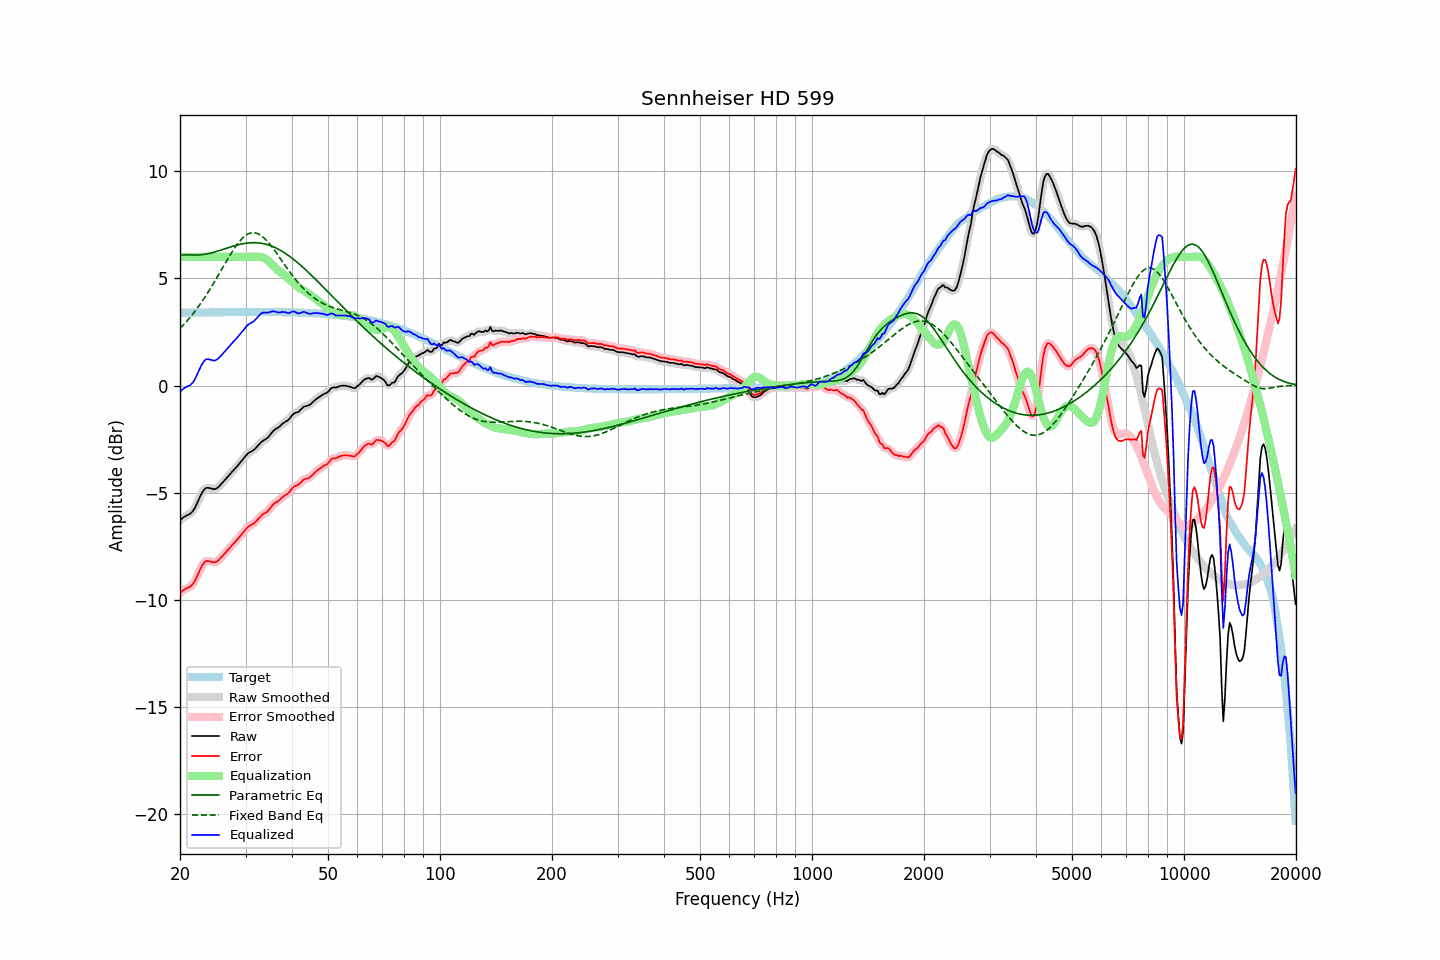 Sennheiser HD 599
Amplitude (dBr)
10
5
0
−5
−10
−15
−20
Target
Raw Smoothed
Error Smoothed
Raw
Error
Equalization
Parametric Eq
Fixed Band Eq
Equalized
20 50 100 200 500 1000 2000 5000 10000 20000
Frequency (Hz)